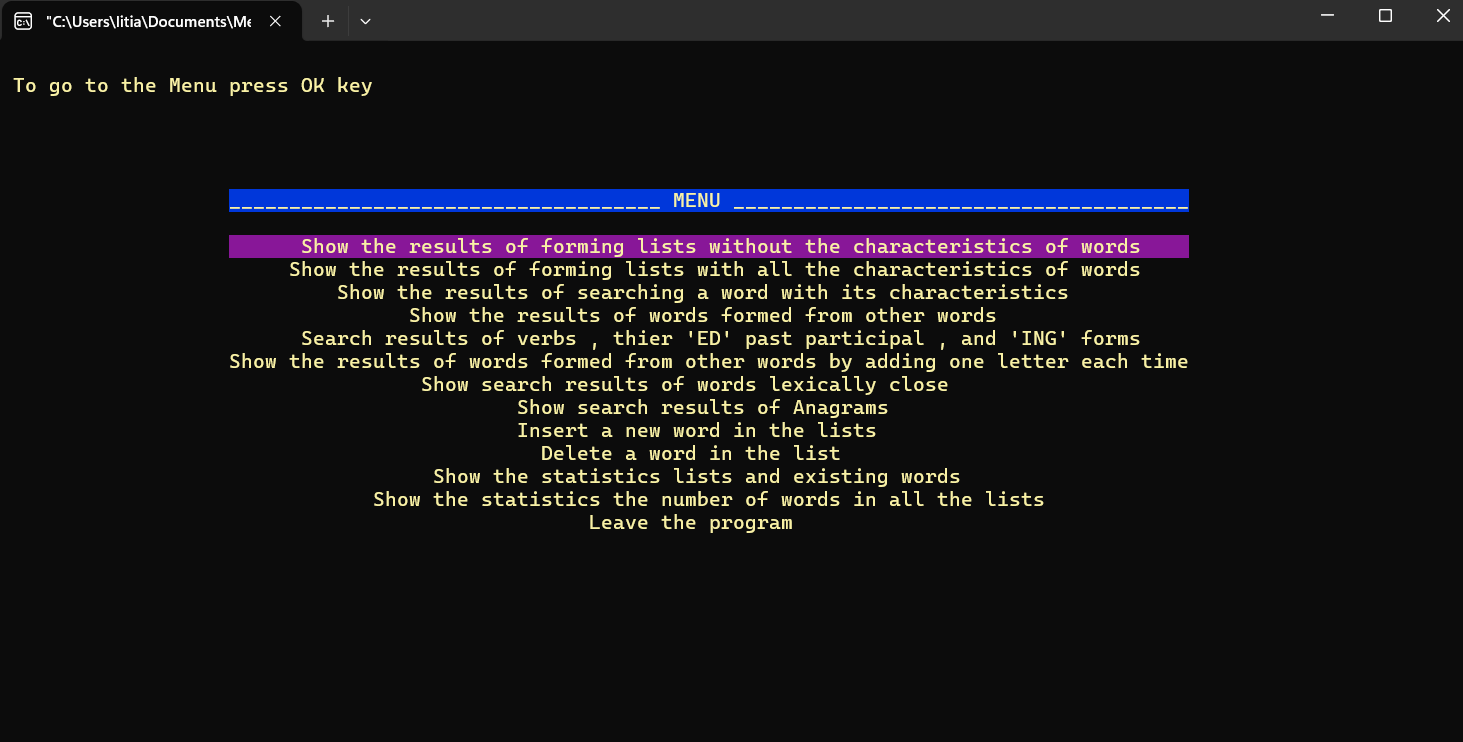 "C:\Users\litia\Documents\Me
To go to the Menu press OK key
____________________________________ MENU ______________________________________
Show the results of forming lists without the characteristics of words
Show the results of forming lists with all the characteristics of words
Show the results of searching a word with its characteristics
Show the results of words formed from other words
Search results of verbs , thier 'ED' past participal , and 'ING' forms
Show the results of words formed from other words by adding one letter each time
Show search results of words lexically close
Show search results of Anagrams
Insert a new word in the lists
Delete a word in the list
Show the statistics lists and existing words
Show the statistics the number of words in all the lists
Leave the program